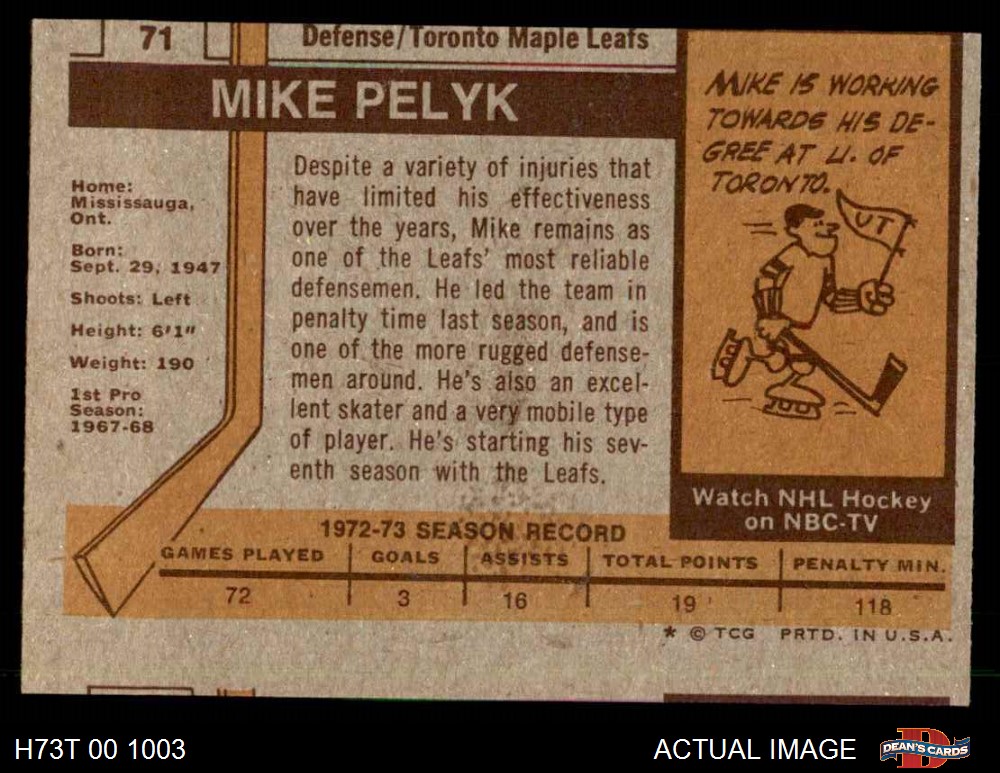 71
Defense/Toronto Maple Leafs
MIKE PELYK
Home:
Mississauga,
Ont.
Born:
Sept. 29, 1947
Shoots: Left
Height: 6'1"
Weight: 190
1st Pro
Season:
1967-68
Despite a variety of injuries that
have limited his effectiveness
over the years, Mike remains as
one of the Leafs' most reliable
defensemen. He led the team in
penalty time last season, and is
one of the more rugged defense-
men around. He's also an excel-
lent skater and a very mobile type
of player. He's starting his sev-
enth season with the Leafs.
MIKE IS WORKING
TOWARDS HIS DE-
GREE AT U. OF
TORONTO.
UT
Watch NHL Hockey
on NBC-TV
1972-73 SEASON RECORD
GAMES PLAYED GOALS ASSISTS TOTAL POINTS PENALTY MIN.
72 3 16 19 118
* © TCG PRTD. IN U.S.A.
H73T 00 1003
ACTUAL IMAGE
DEAN'S CARDS